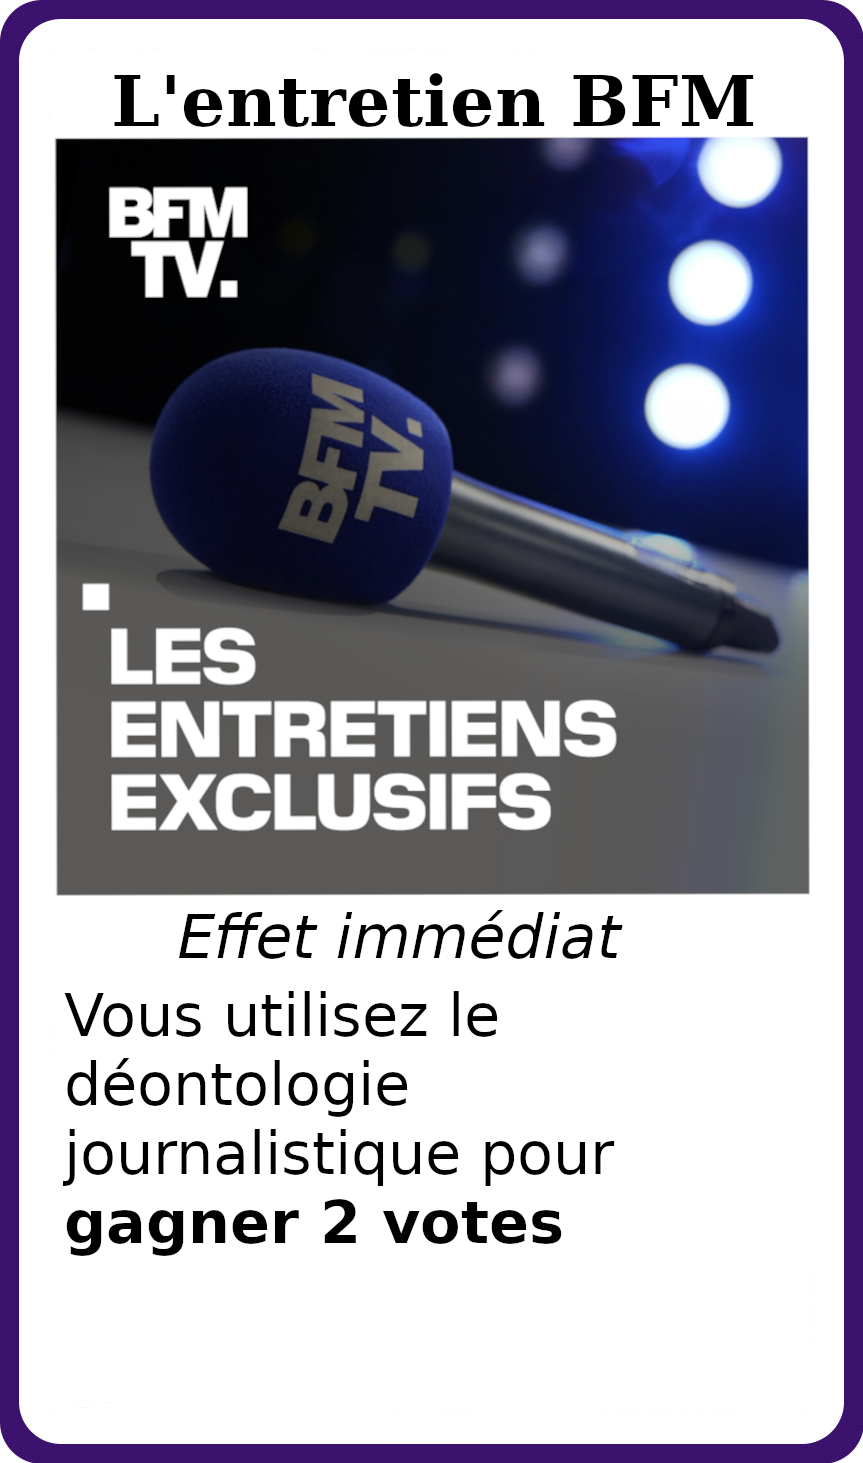 L'entretien BFM
BFM
TV.
BFM
TV.
LES
ENTRETIENS
EXCLUSIFS
Effet immédiat
Vous utilisez le
déontologie
journalistique pour
gagner 2 votes